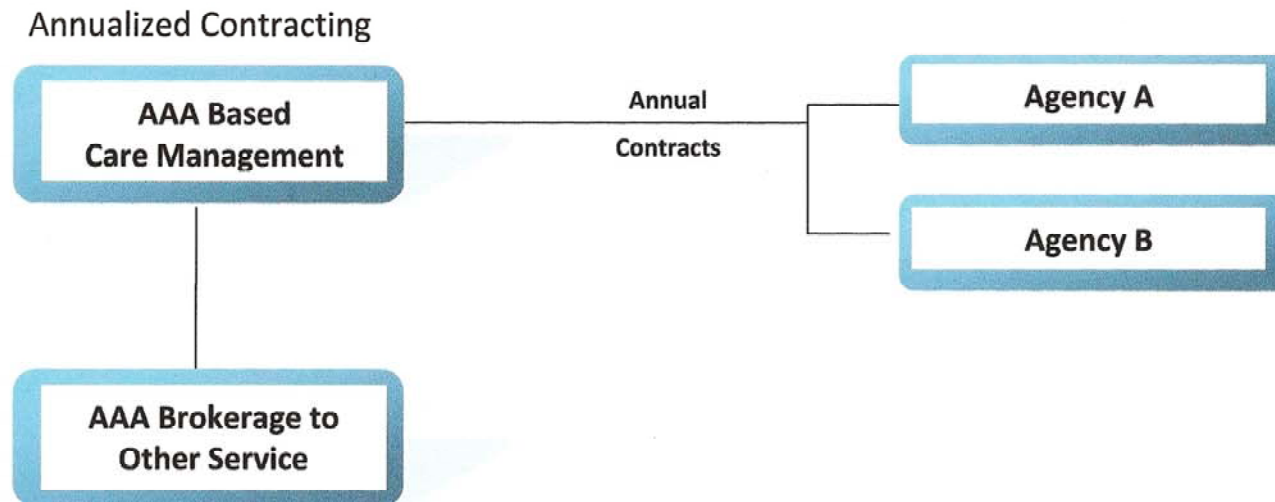 Annualized Contracting
AAA Based
Care Management
Annual
Contracts
Agency A
Agency B
AAA Brokerage to
Other Service